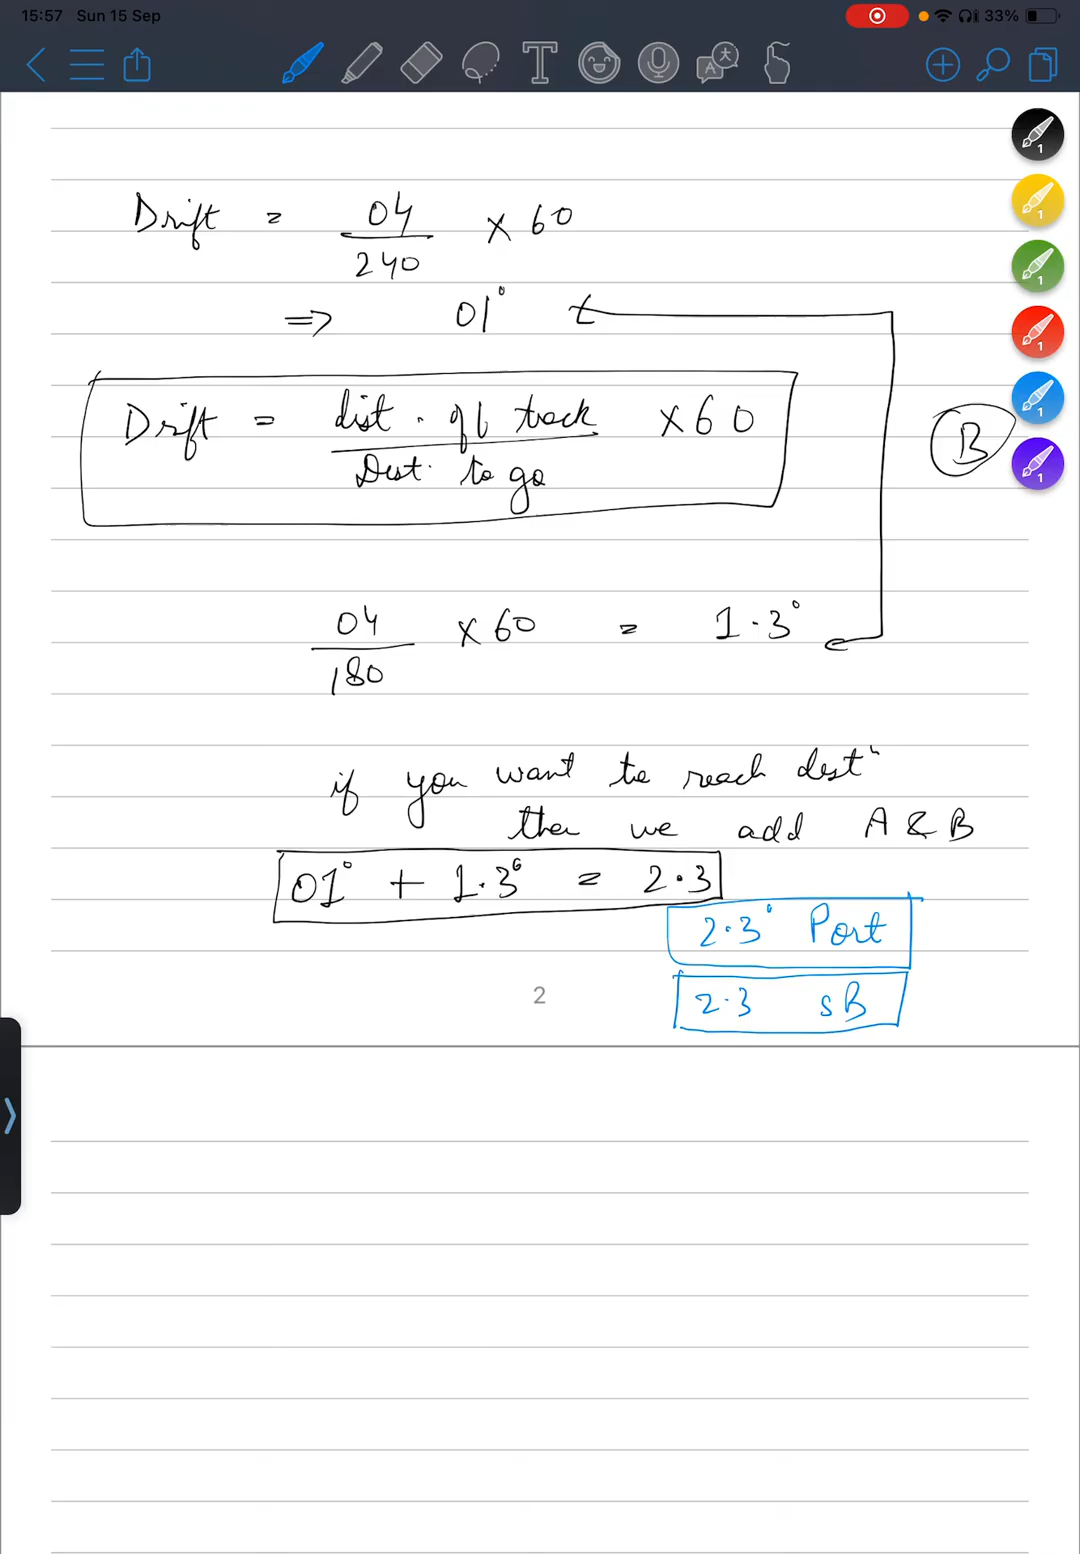 15:57 Sun 15 Sep 33%
Drift = 04/240 × 60
⇒ 01°
Drift = dist. off track/Dist. to go × 60
B
04/180 × 60 = 1.3°
if you want to reach destⁿ
then we add A & B
01° + 1.3° = 2.3
2.3° Port
2.3 SB
2